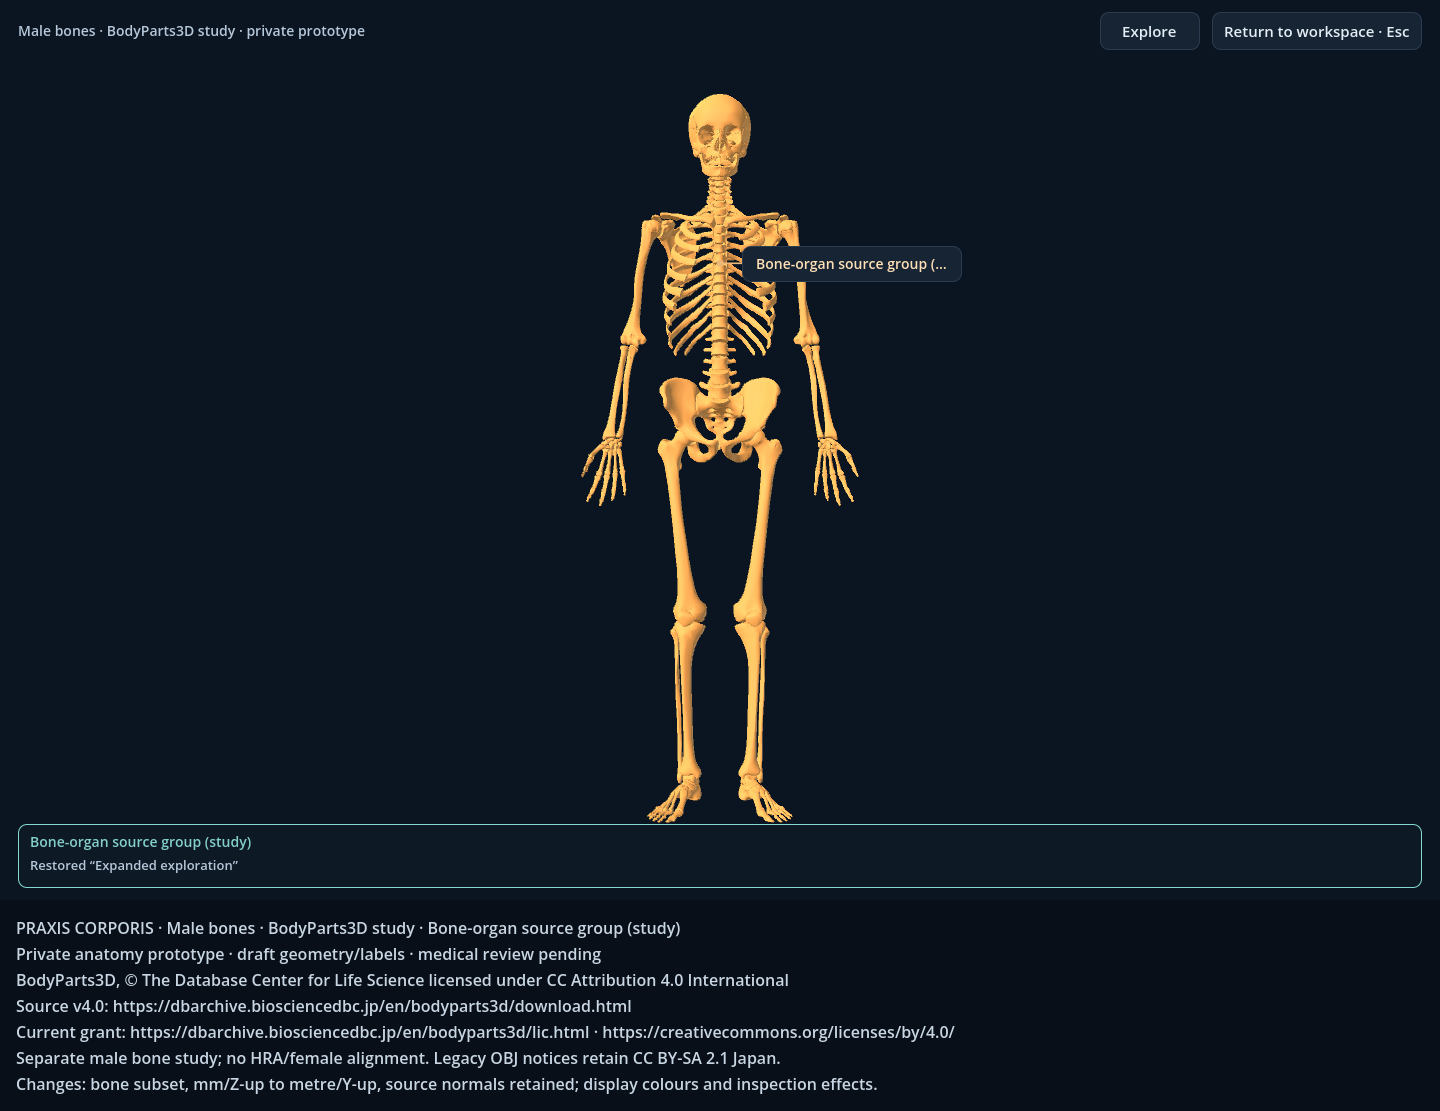 Male bones · BodyParts3D study · private prototype
Explore
Return to workspace · Esc
Bone-organ source group (...
Bone-organ source group (study)
Restored “Expanded exploration”
PRAXIS CORPORIS · Male bones · BodyParts3D study · Bone-organ source group (study)
Private anatomy prototype · draft geometry/labels · medical review pending
BodyParts3D, © The Database Center for Life Science licensed under CC Attribution 4.0 International
Source v4.0: https://dbarchive.biosciencedbc.jp/en/bodyparts3d/download.html
Current grant: https://dbarchive.biosciencedbc.jp/en/bodyparts3d/lic.html · https://creativecommons.org/licenses/by/4.0/
Separate male bone study; no HRA/female alignment. Legacy OBJ notices retain CC BY-SA 2.1 Japan.
Changes: bone subset, mm/Z-up to metre/Y-up, source normals retained; display colours and inspection effects.